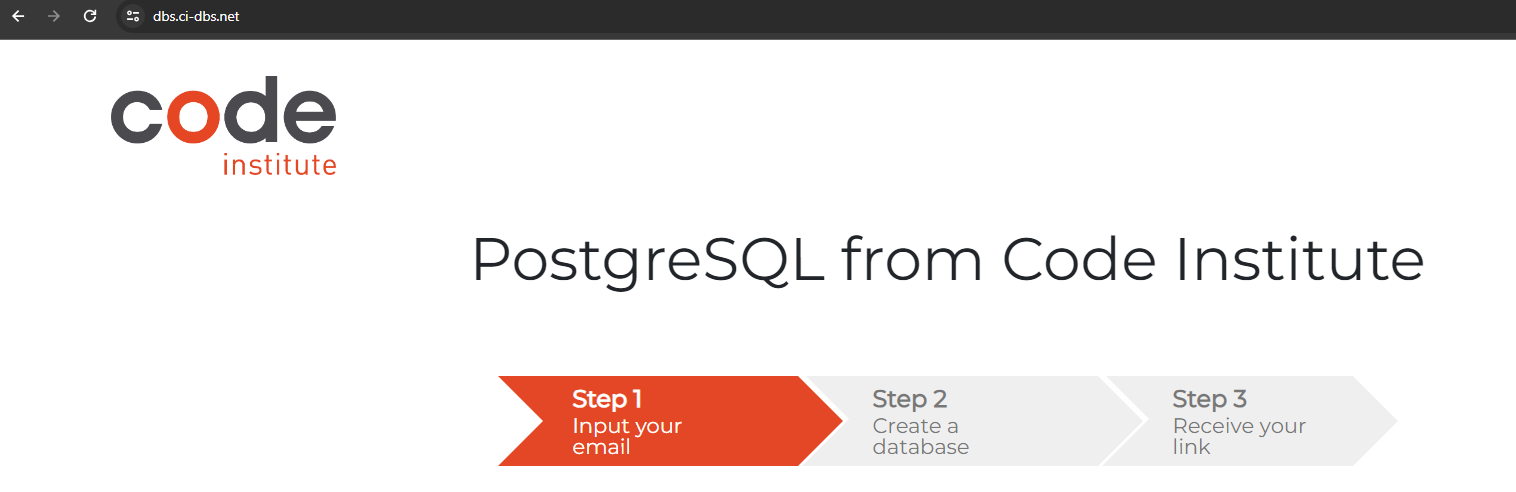 dbs.ci-dbs.net
code
institute
PostgreSQL from Code Institute
Step 1
Input your
email
Step 2
Create a
database
Step 3
Receive your
link